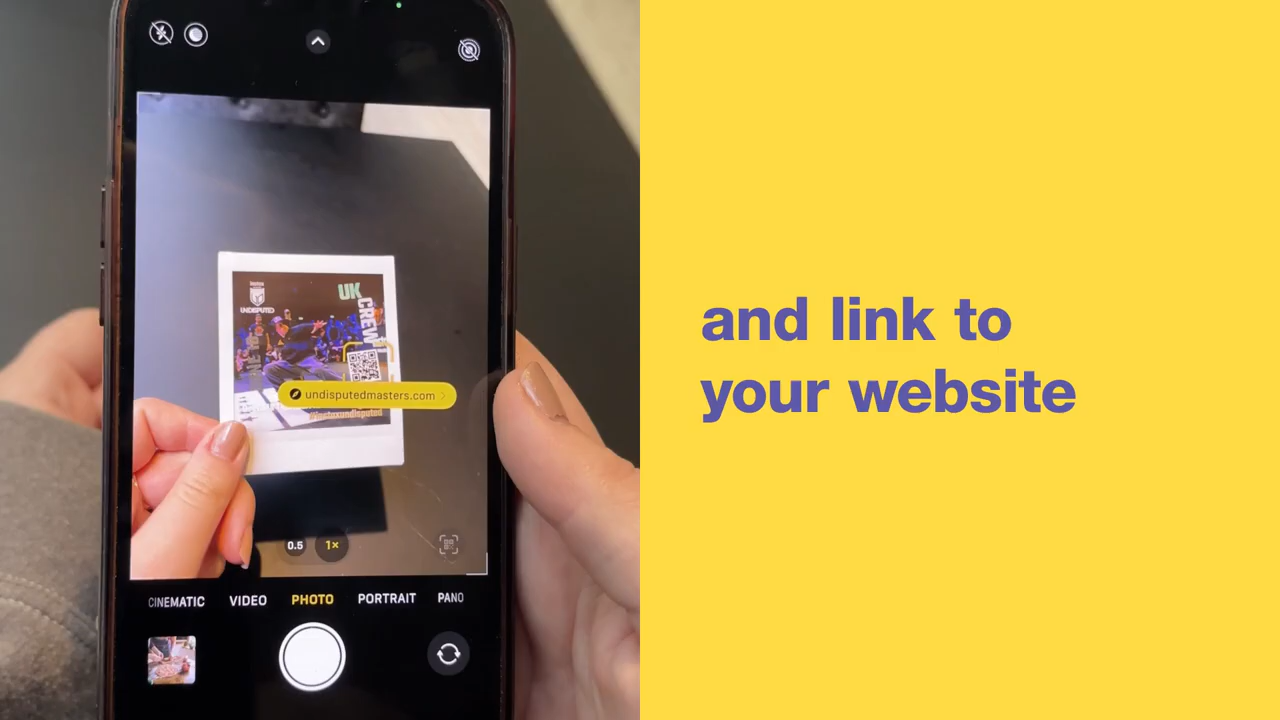 UK
CREW
UNDISPUTED
undisputedmasters.com
0.5
1×
CINEMATIC
VIDEO
PHOTO
PORTRAIT
PANO
and link to
your website